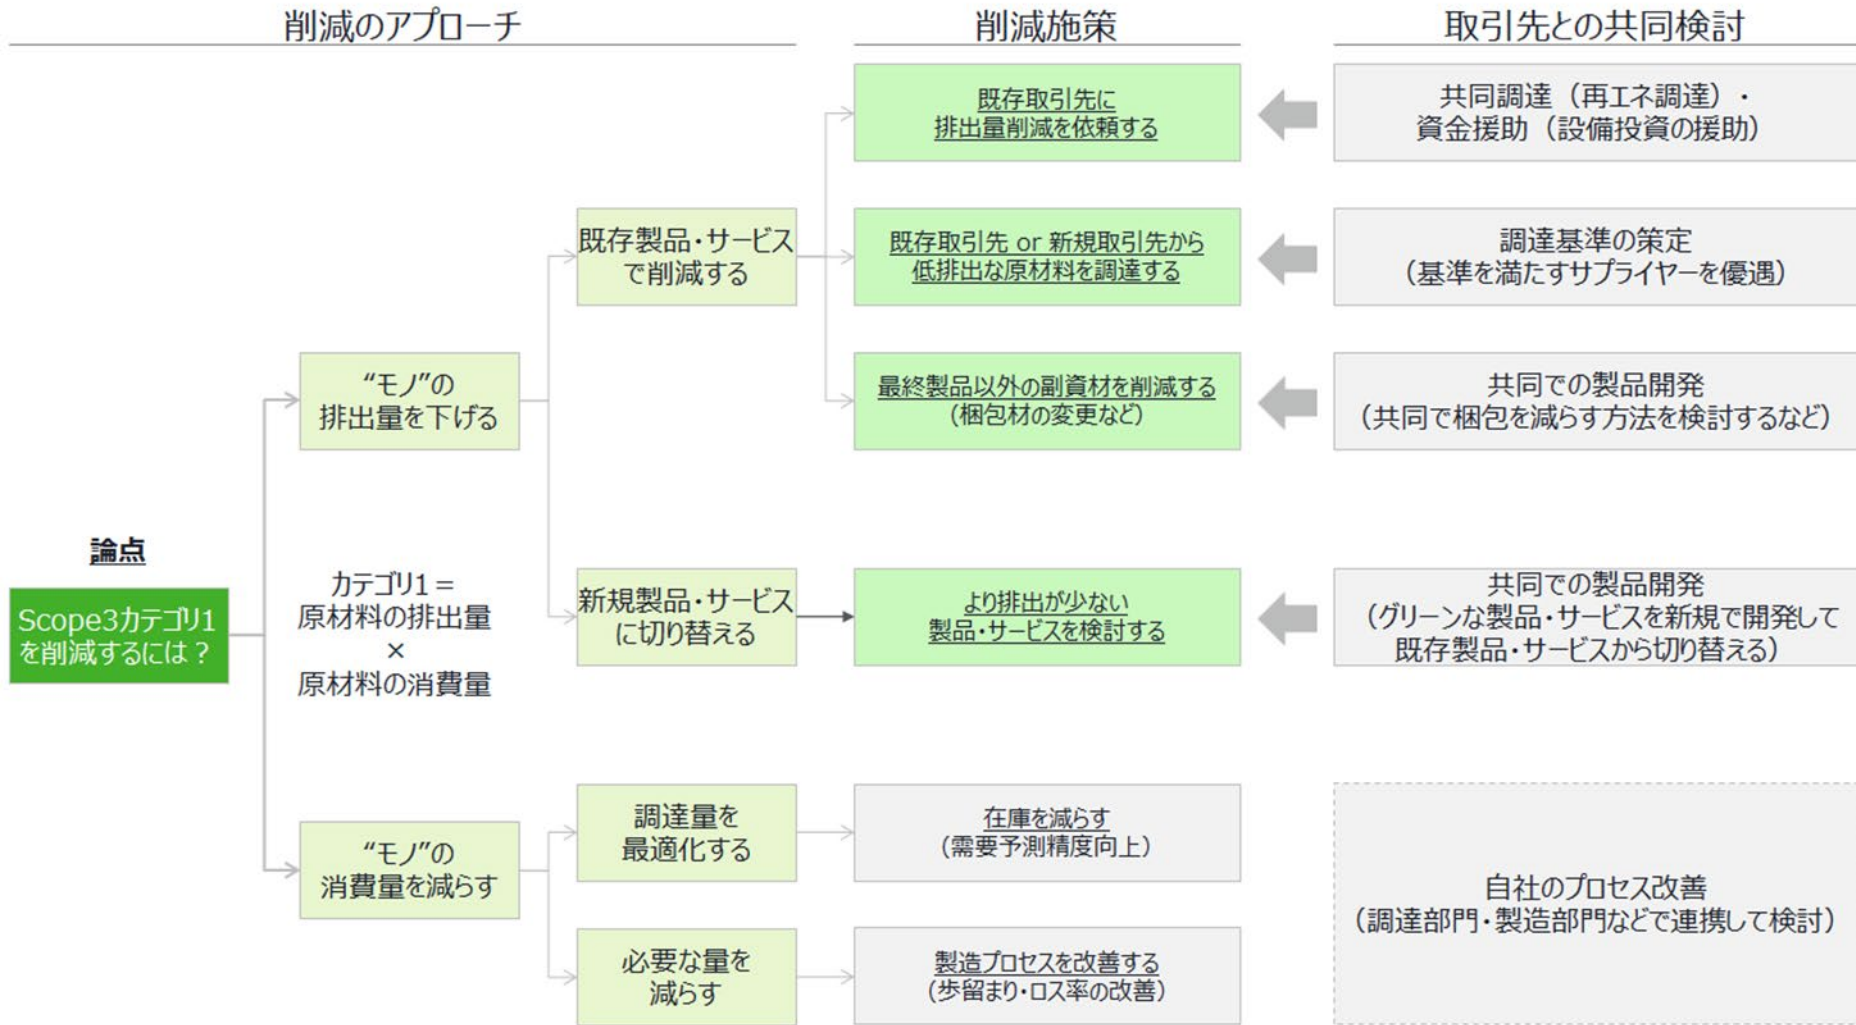 削減のアプローチ
削減施策
取引先との共同検討
論点
Scope3カテゴリ1
を削減するには？
カテゴリ1＝
原材料の排出量
×
原材料の消費量
“モノ”の
排出量を下げる
既存製品・サービス
で削減する
既存取引先に
排出量削減を依頼する
共同調達（再エネ調達）・
資金援助（設備投資の援助）
既存取引先 or 新規取引先から
低排出な原材料を調達する
調達基準の策定
（基準を満たすサプライヤーを優遇）
最終製品以外の副資材を削減する
（梱包材の変更など）
共同での製品開発
（共同で梱包を減らす方法を検討するなど）
新規製品・サービス
に切り替える
より排出が少ない
製品・サービスを検討する
共同での製品開発
（グリーンな製品・サービスを新規で開発して
既存製品・サービスから切り替える）
“モノ”の
消費量を減らす
調達量を
最適化する
在庫を減らす
（需要予測精度向上）
必要な量を
減らす
製造プロセスを改善する
（歩留まり・ロス率の改善）
自社のプロセス改善
（調達部門・製造部門などで連携して検討）